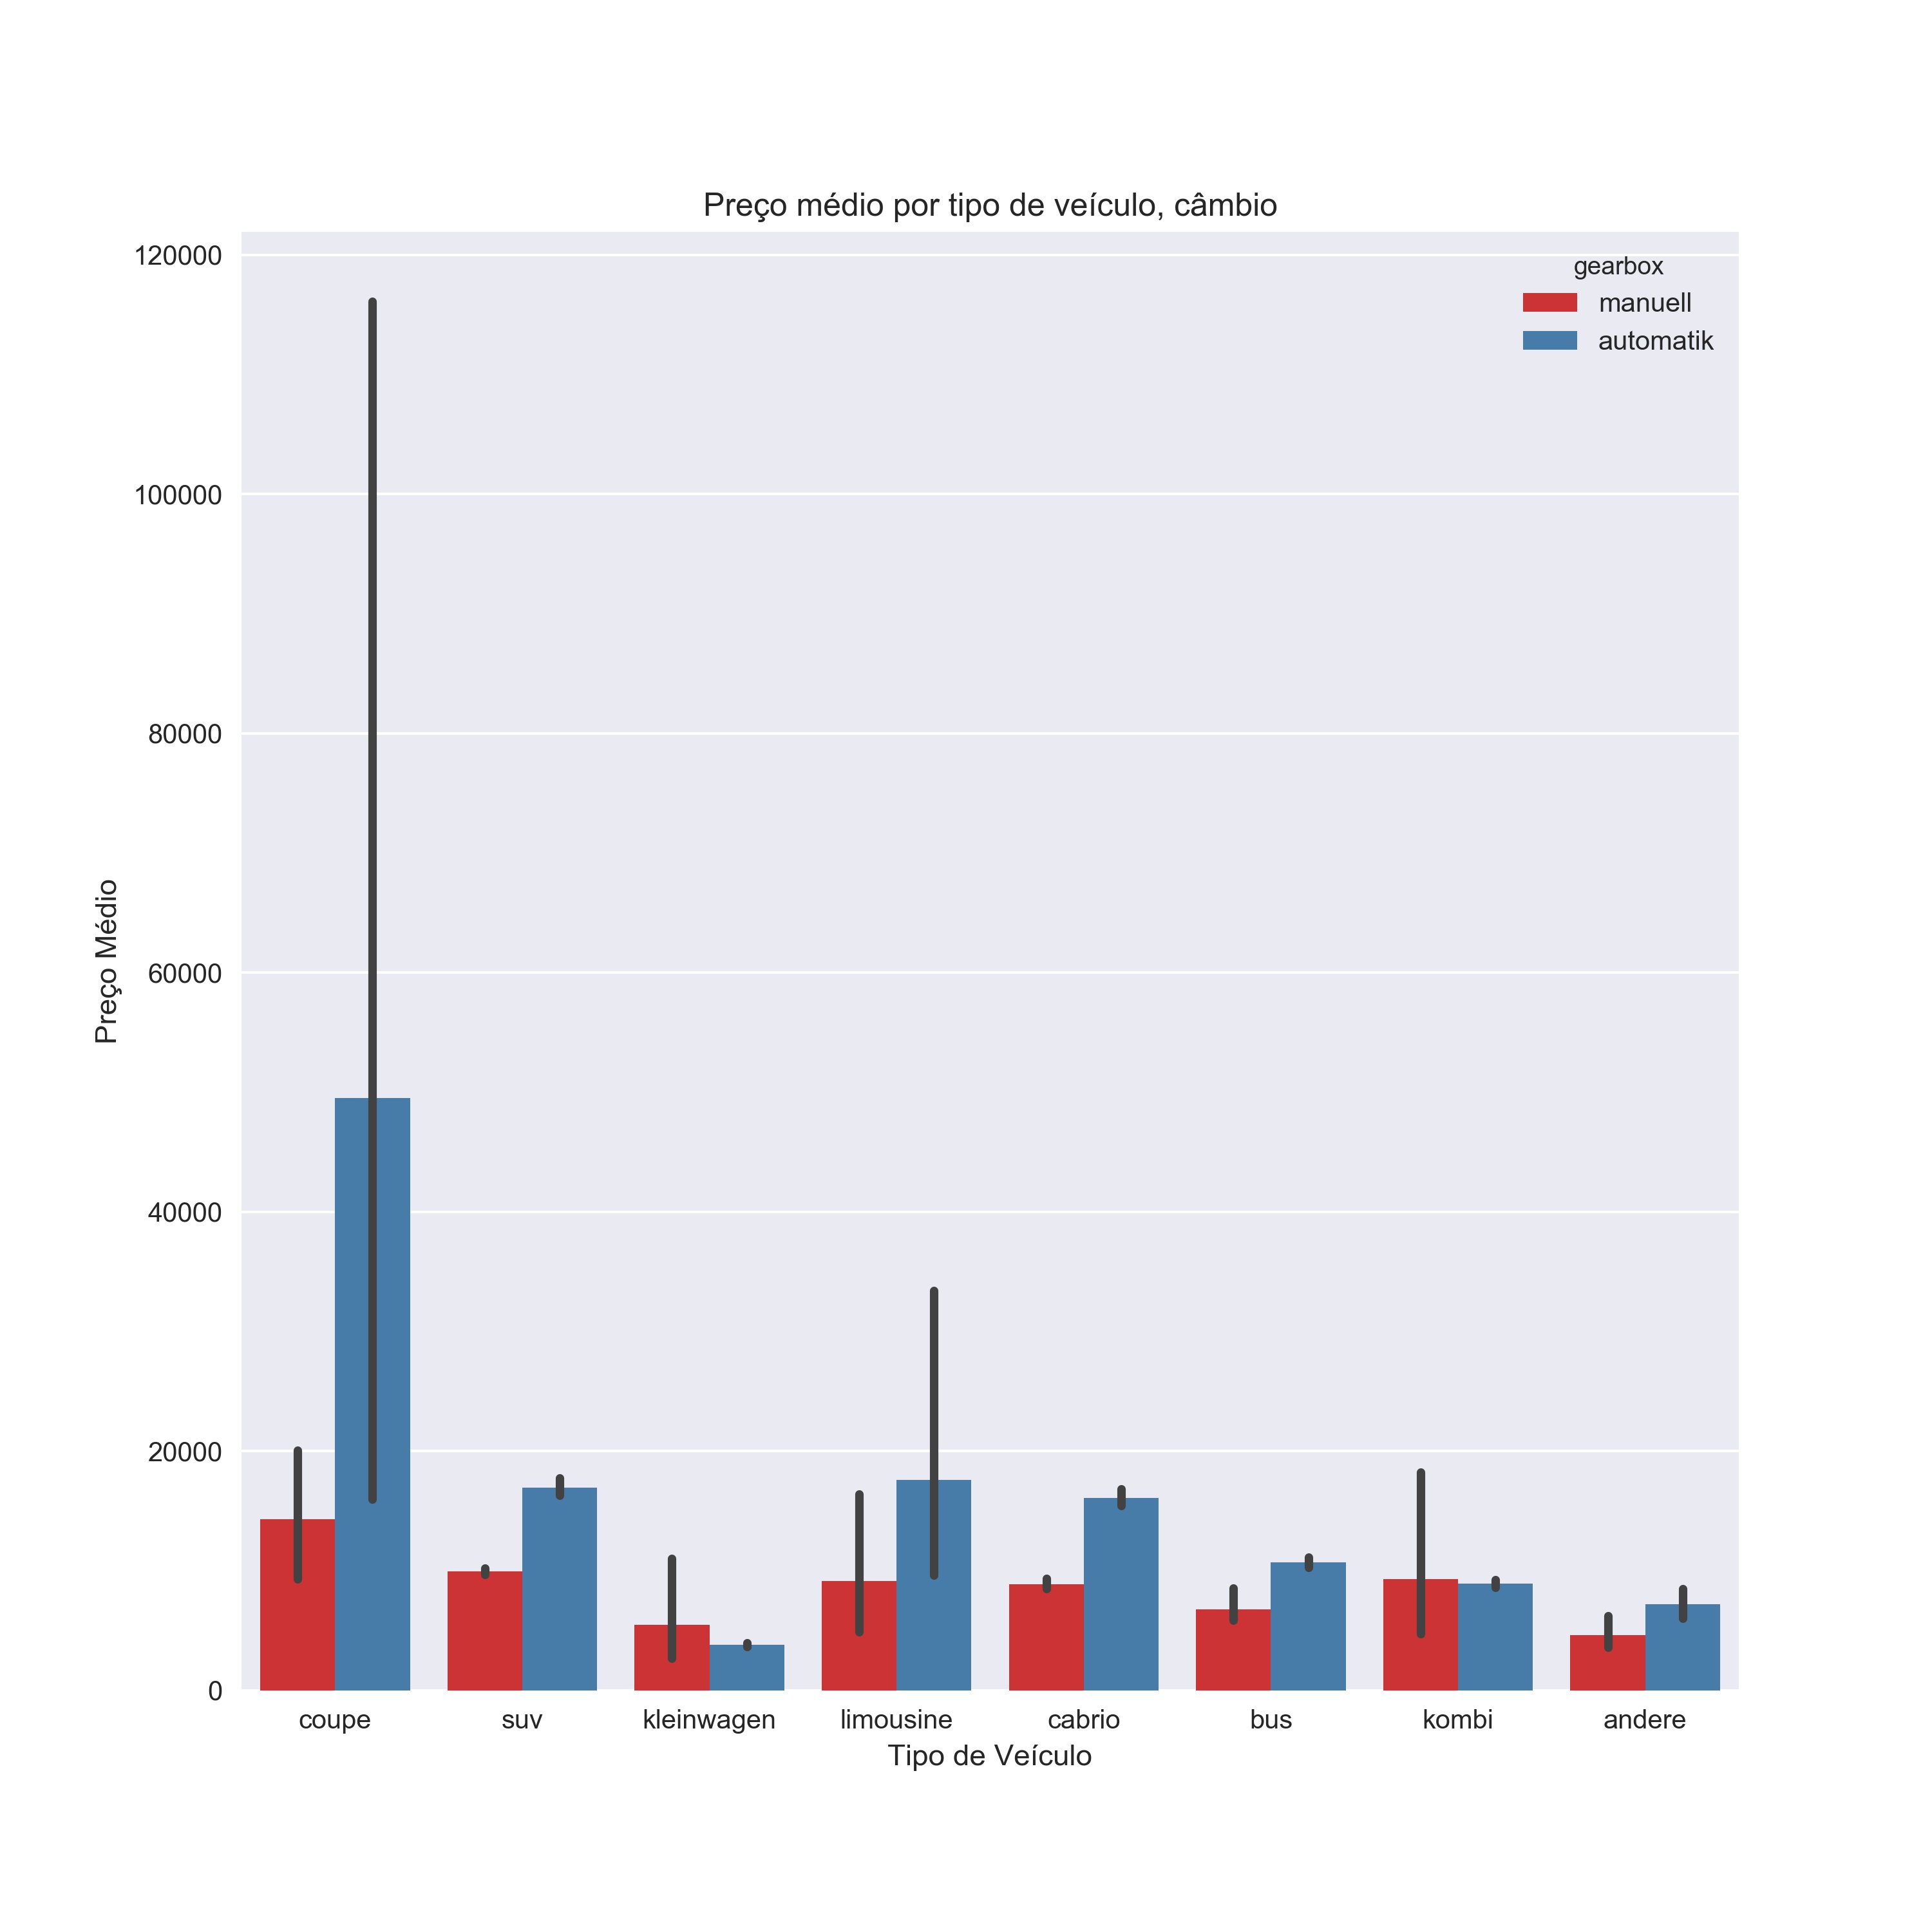 Preço médio por tipo de veículo, câmbio
120000
100000
80000
60000
40000
20000
0
Preço Médio
gearbox
manuell
automatik
coupe suv kleinwagen limousine cabrio bus kombi andere
Tipo de Veículo